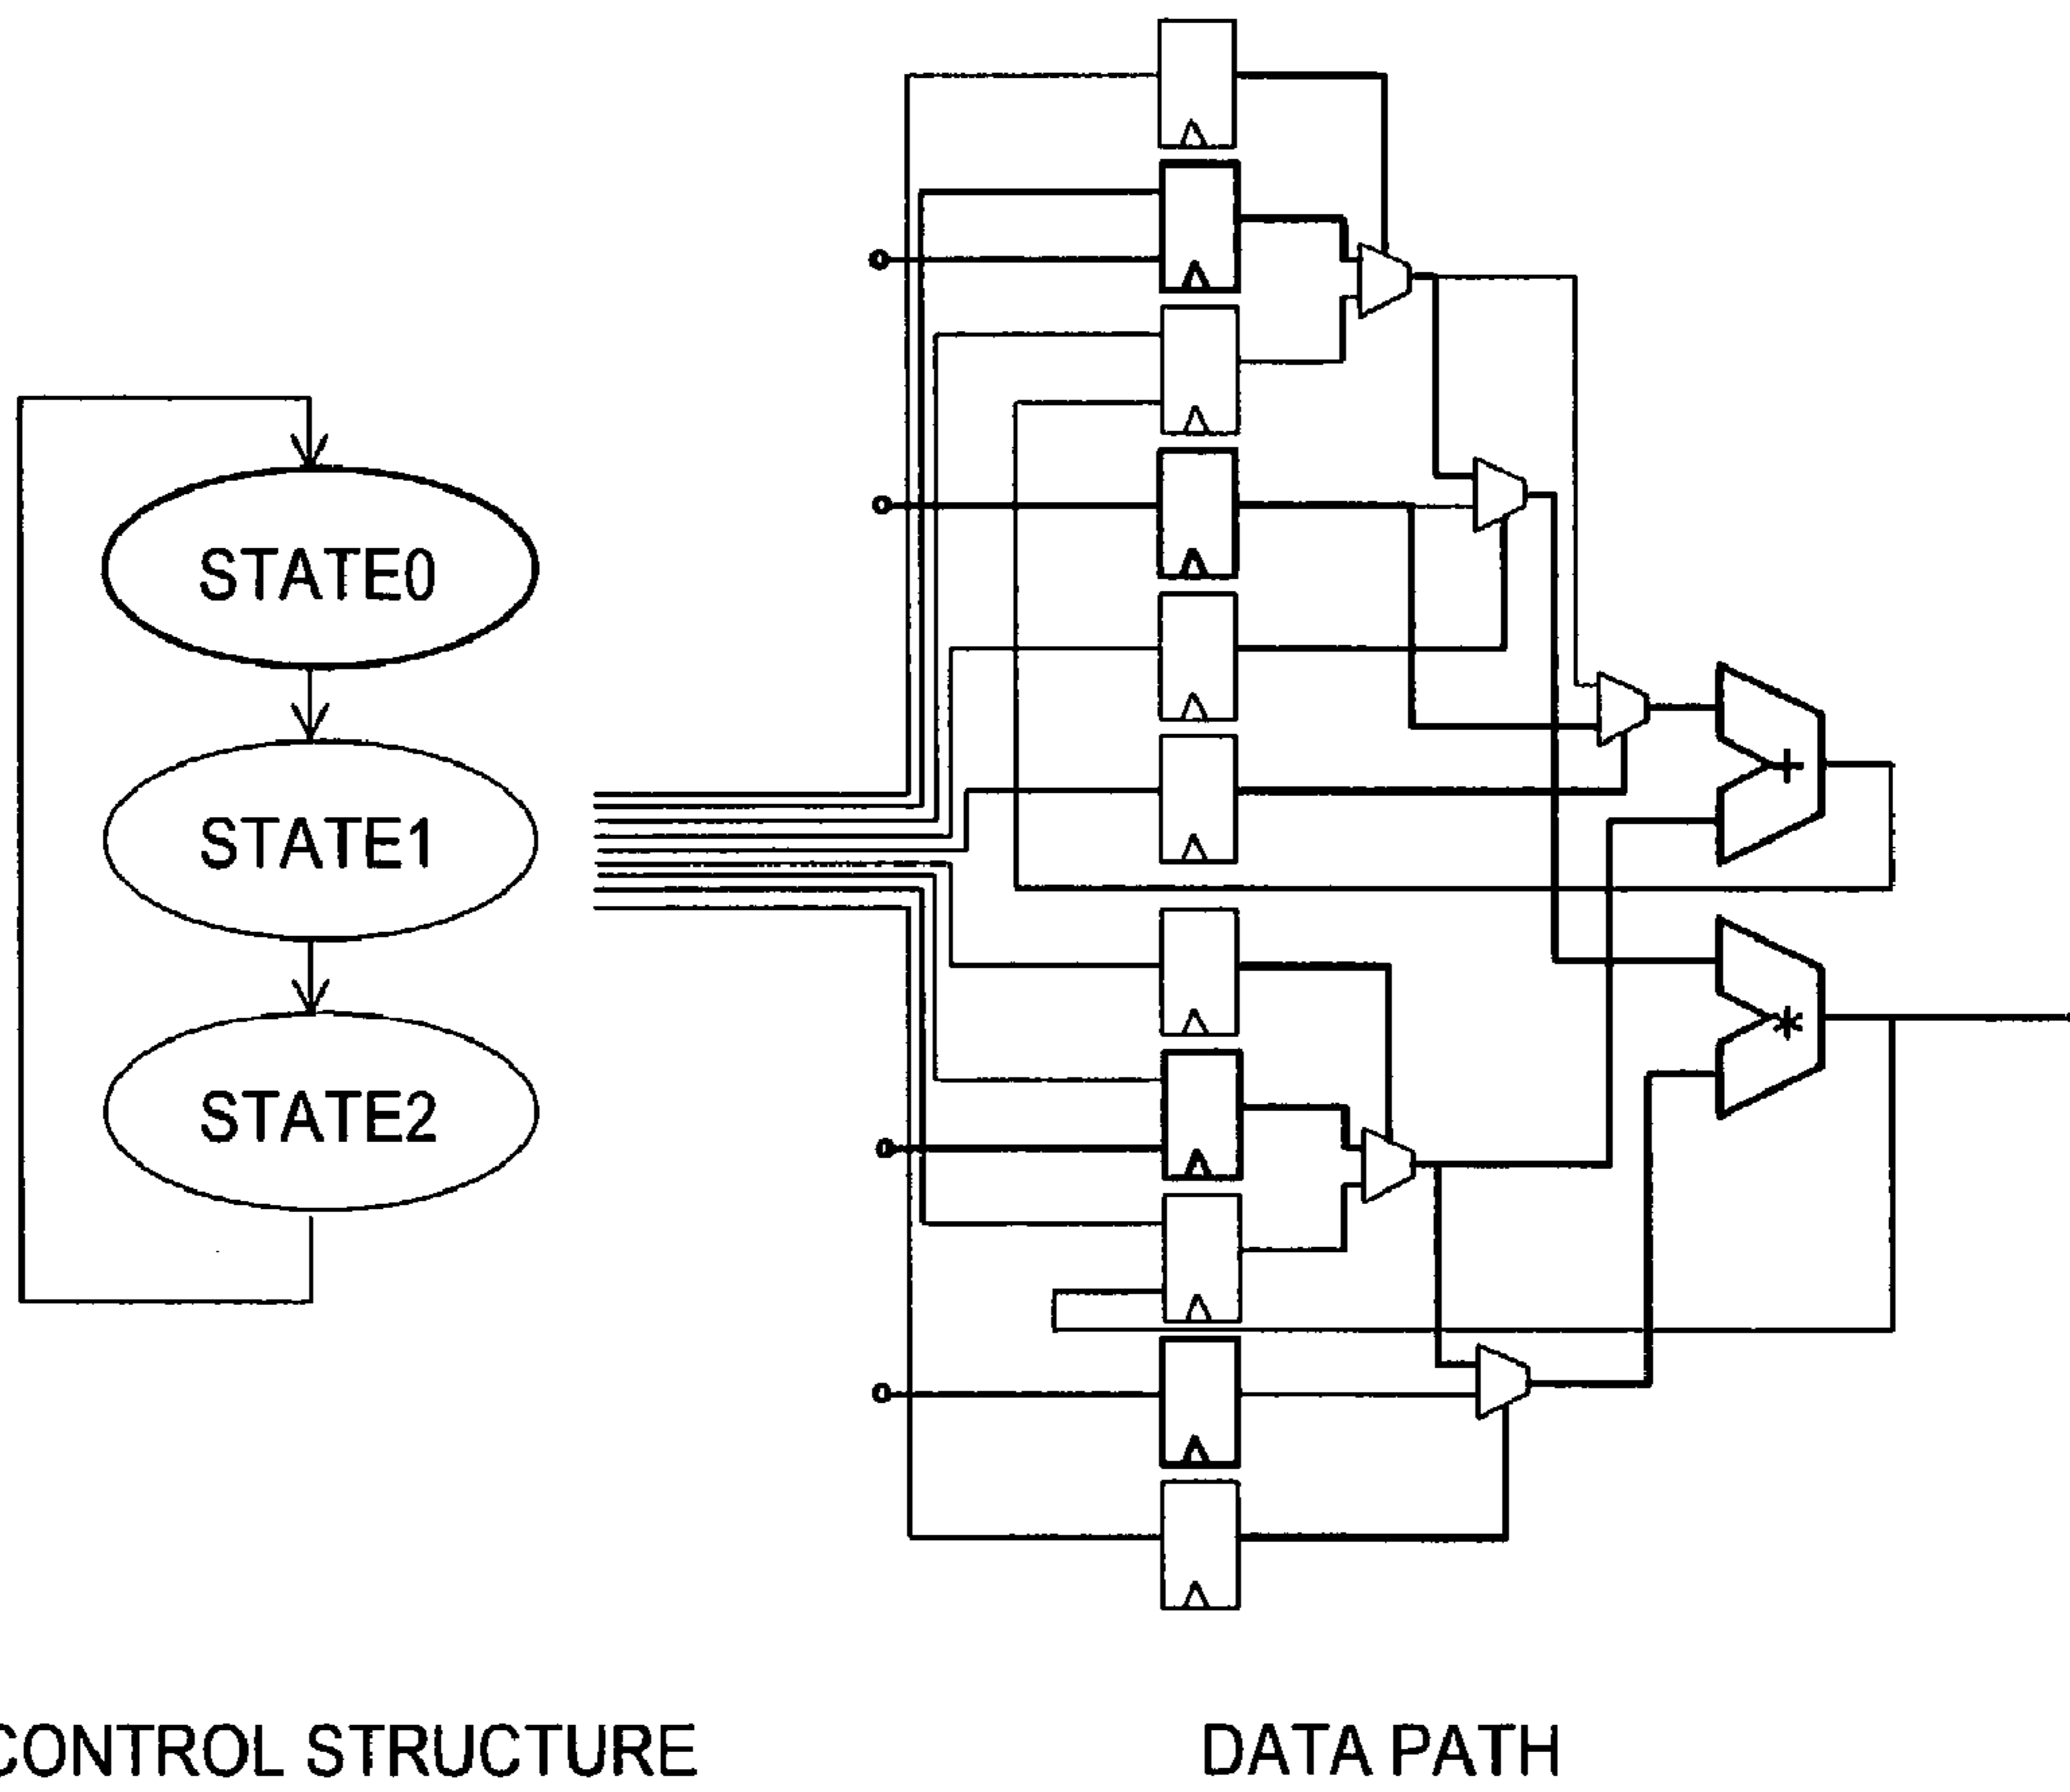 STATE0
STATE1
STATE2
+
*
CONTROL STRUCTURE
DATA PATH